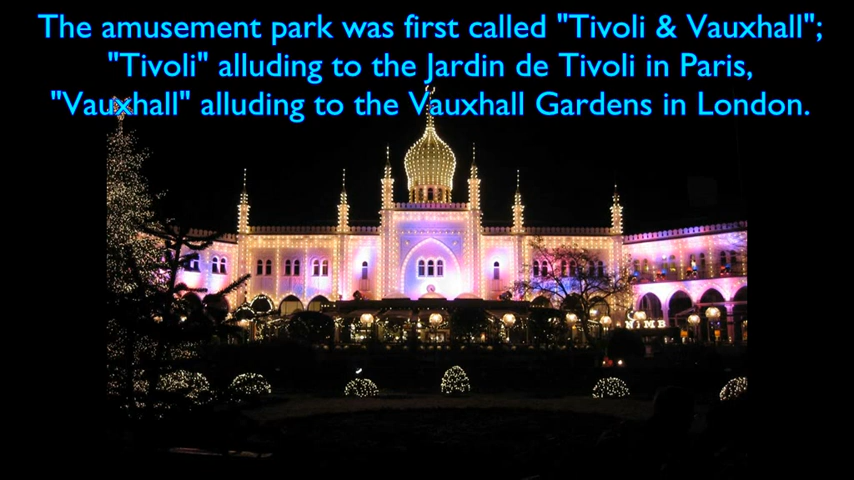 The amusement park was first called "Tivoli & Vauxhall";
"Tivoli" alluding to the Jardin de Tivoli in Paris,
"Vauxhall" alluding to the Vauxhall Gardens in London.
NIMB